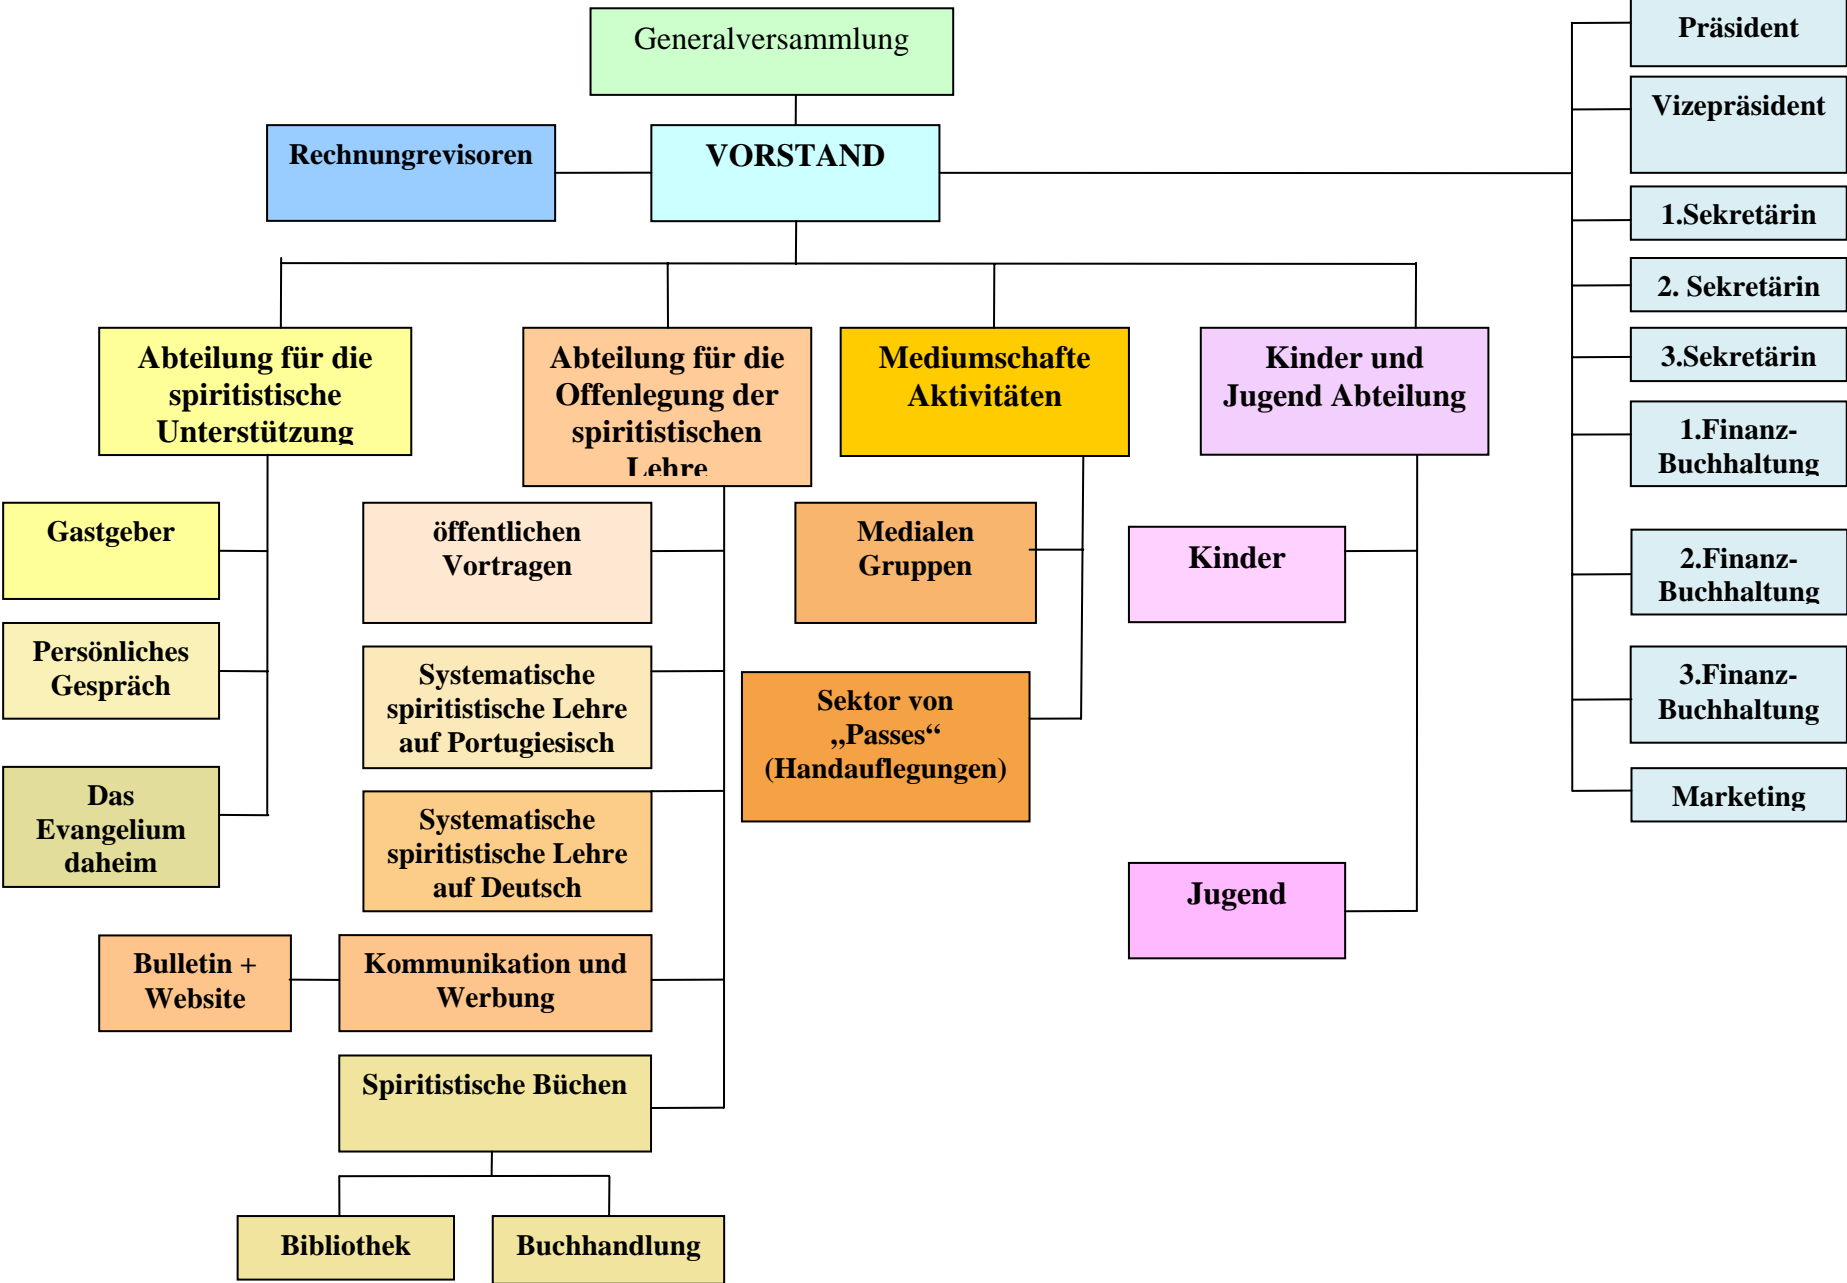 Generalversammlung
Präsident
Vizepräsident
Rechnungrevisoren
VORSTAND
1.Sekretärin
2. Sekretärin
3.Sekretärin
1.Finanz-
Buchhaltung
2.Finanz-
Buchhaltung
3.Finanz-
Buchhaltung
Marketing
Abteilung für die
spiritistische
Unterstützung
Abteilung für die
Offenlegung der
spiritistischen
Lehre
Mediumschafte
Aktivitäten
Kinder und
Jugend Abteilung
Gastgeber
Persönliches
Gespräch
Das
Evangelium
daheim
öffentlichen
Vortragen
Systematische
spiritistische Lehre
auf Portugiesisch
Systematische
spiritistische Lehre
auf Deutsch
Bulletin +
Website
Kommunikation und
Werbung
Spiritistische Büchen
Bibliothek
Buchhandlung
Medialen
Gruppen
Sektor von
„Passes“
(Handauflegungen)
Kinder
Jugend